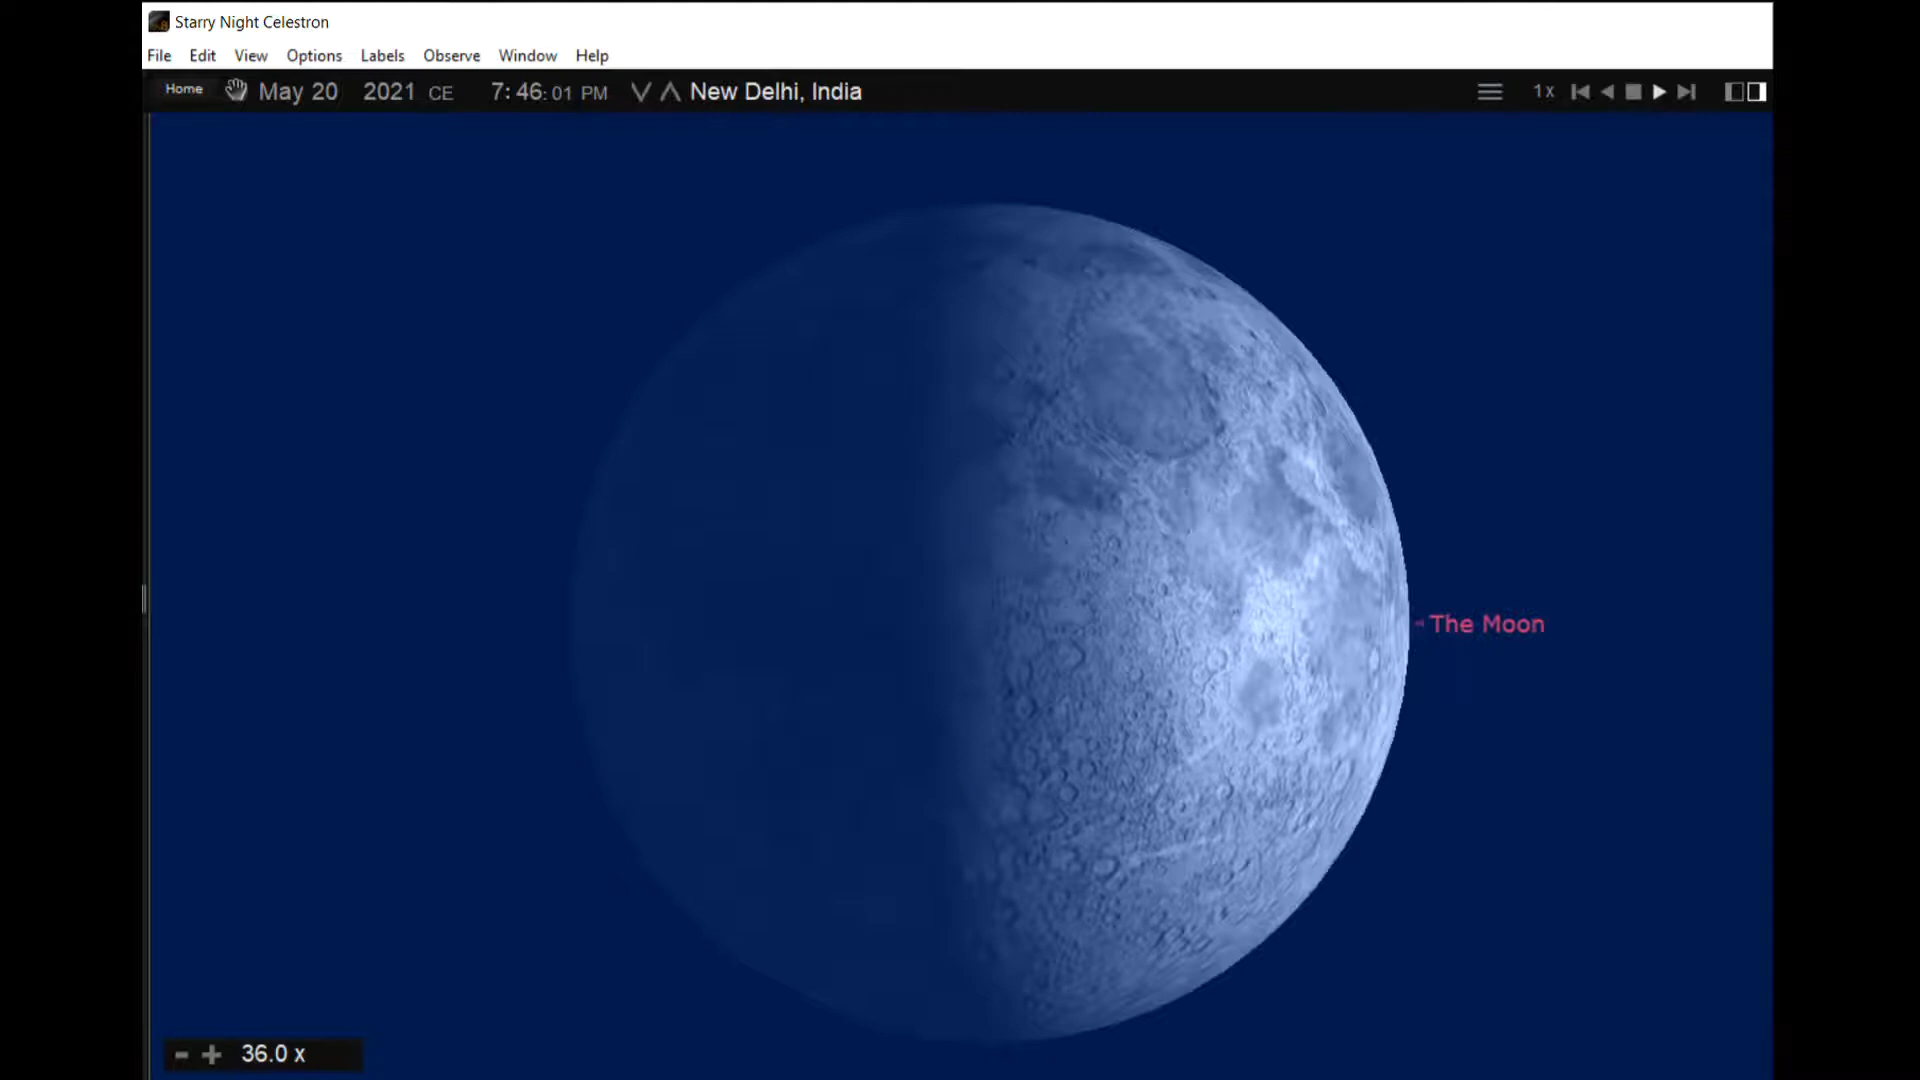 Starry Night Celestron
File Edit View Options Labels Observe Window Help
Home May 20 2021 CE 7:46:01 PM New Delhi, India 1x
The Moon
36.0 x